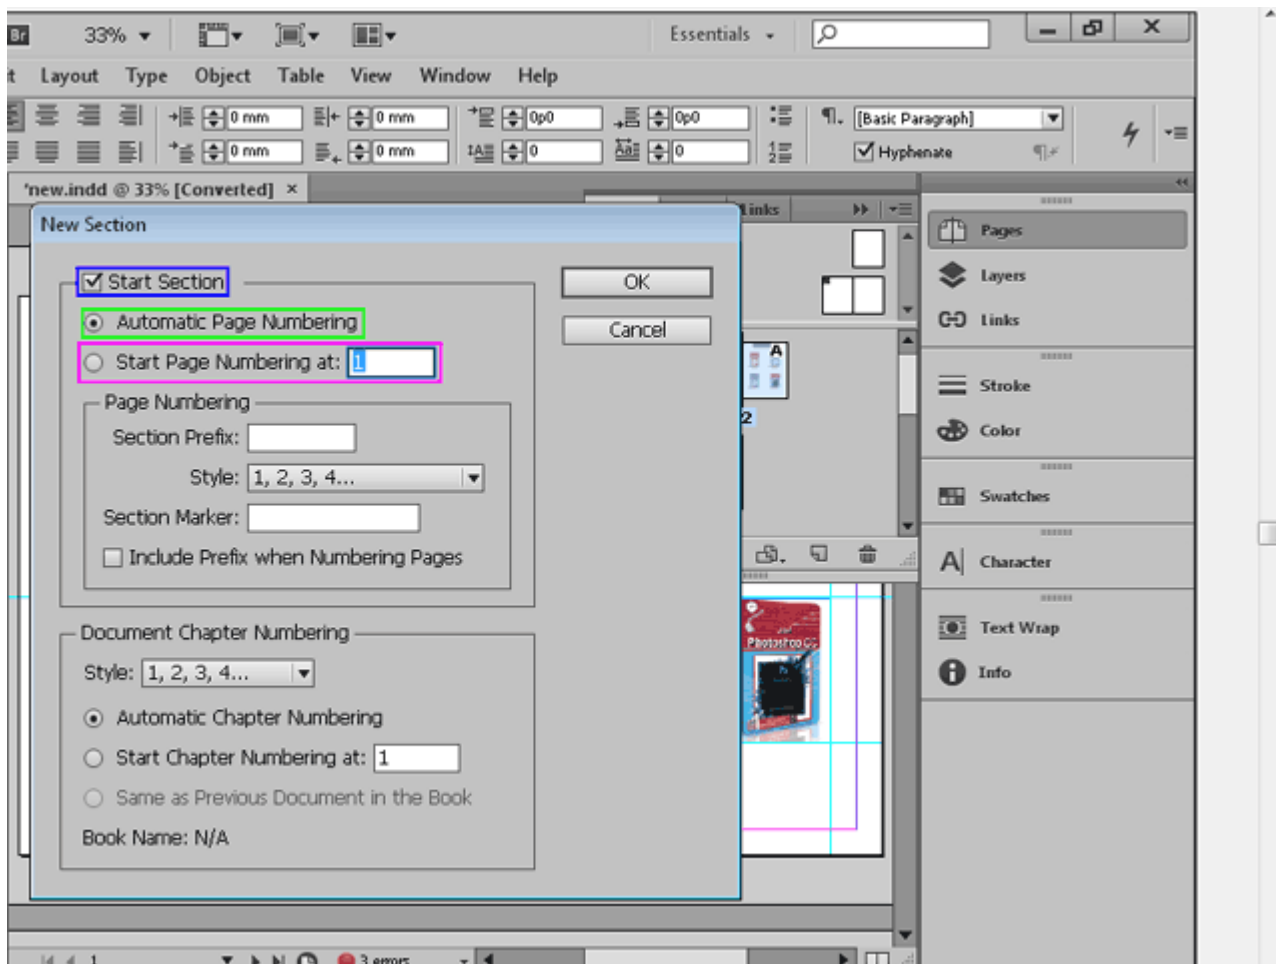 Br 33% Essentials
t Layout Type Object Table View Window Help
0 mm 0 mm 0p0 0p0 [Basic Paragraph]
0 mm 0 mm 0 0 Hyphenate
*new.indd @ 33% [Converted] ×
Links
New Section
Start Section
OK
Automatic Page Numbering
Cancel
Start Page Numbering at: 1
Page Numbering
Section Prefix:
Style: 1, 2, 3, 4...
Section Marker:
Include Prefix when Numbering Pages
Document Chapter Numbering
Style: 1, 2, 3, 4...
Automatic Chapter Numbering
Start Chapter Numbering at: 1
Same as Previous Document in the Book
Book Name: N/A
A
2
Photoshop CC
Pages
Layers
Links
Stroke
Color
Swatches
A Character
Text Wrap
Info
1 3 errors